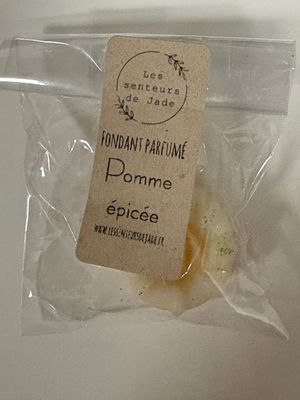 Les
senteurs
de Jade
FONDANT PARFUMÉ
Pomme
épicée
WWW.LESSENTEURSDEJADE.FR